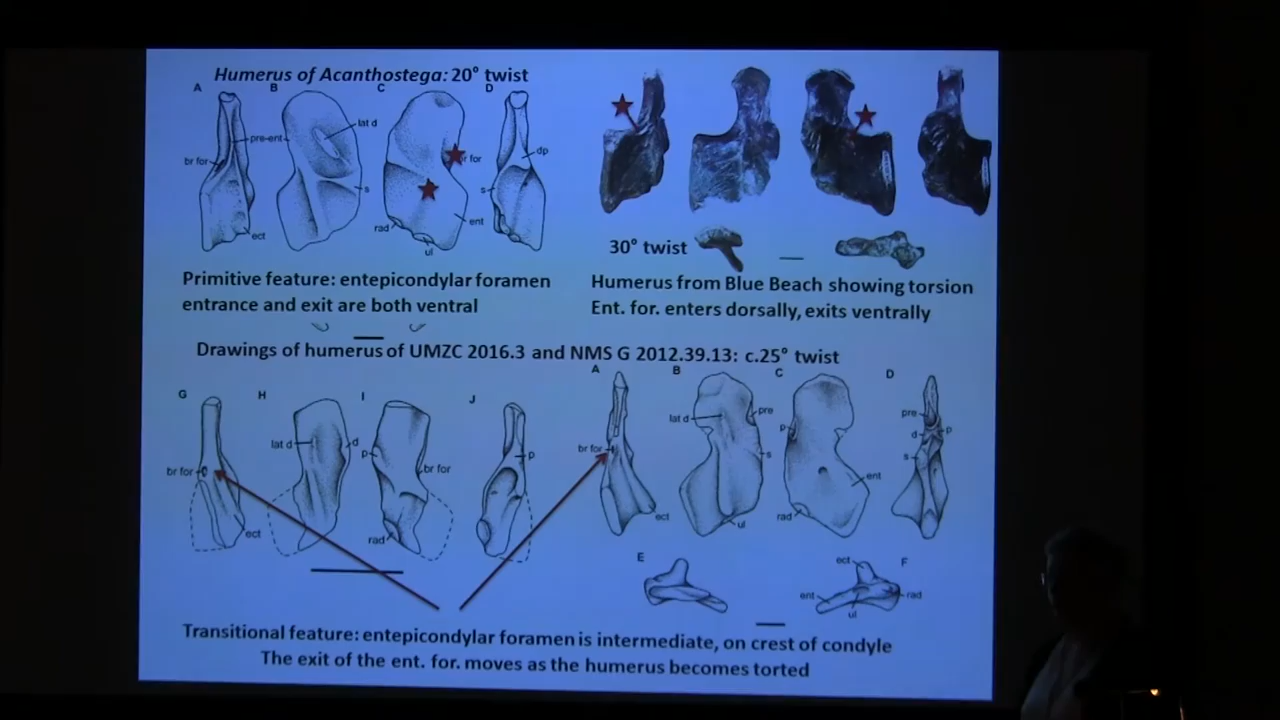 Humerus of Acanthostega: 20° twist
A B C D
lat d
pre-ent
br for
r for
dp
s
s
ent
rad
ect
ul
30° twist
Primitive feature: entepicondylar foramen
entrance and exit are both ventral
Humerus from Blue Beach showing torsion
Ent. for. enters dorsally, exits ventrally
Drawings of humerus of UMZC 2016.3 and NMS G 2012.39.13: c.25° twist
G H I J
lat d
d
p
p
br for
br for
rad
ect
A B C D
lat d
pre
p
pre
d
p
br for
s
s
ent
ect
ul
rad
E F
ect
ent
rad
ul
Transitional feature: entepicondylar foramen is intermediate, on crest of condyle
The exit of the ent. for. moves as the humerus becomes torted